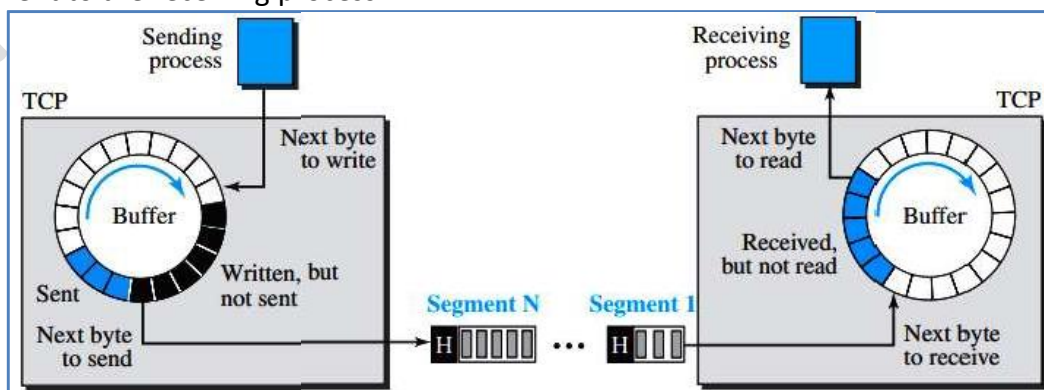 Sending
process
Receiving
process
TCP
TCP
Next byte
to write
Next byte
to read
Buffer
Buffer
Sent
Written, but
not sent
Received,
but not read
Segment N
Segment 1
Next byte
to send
H
...
H
Next byte
to receive